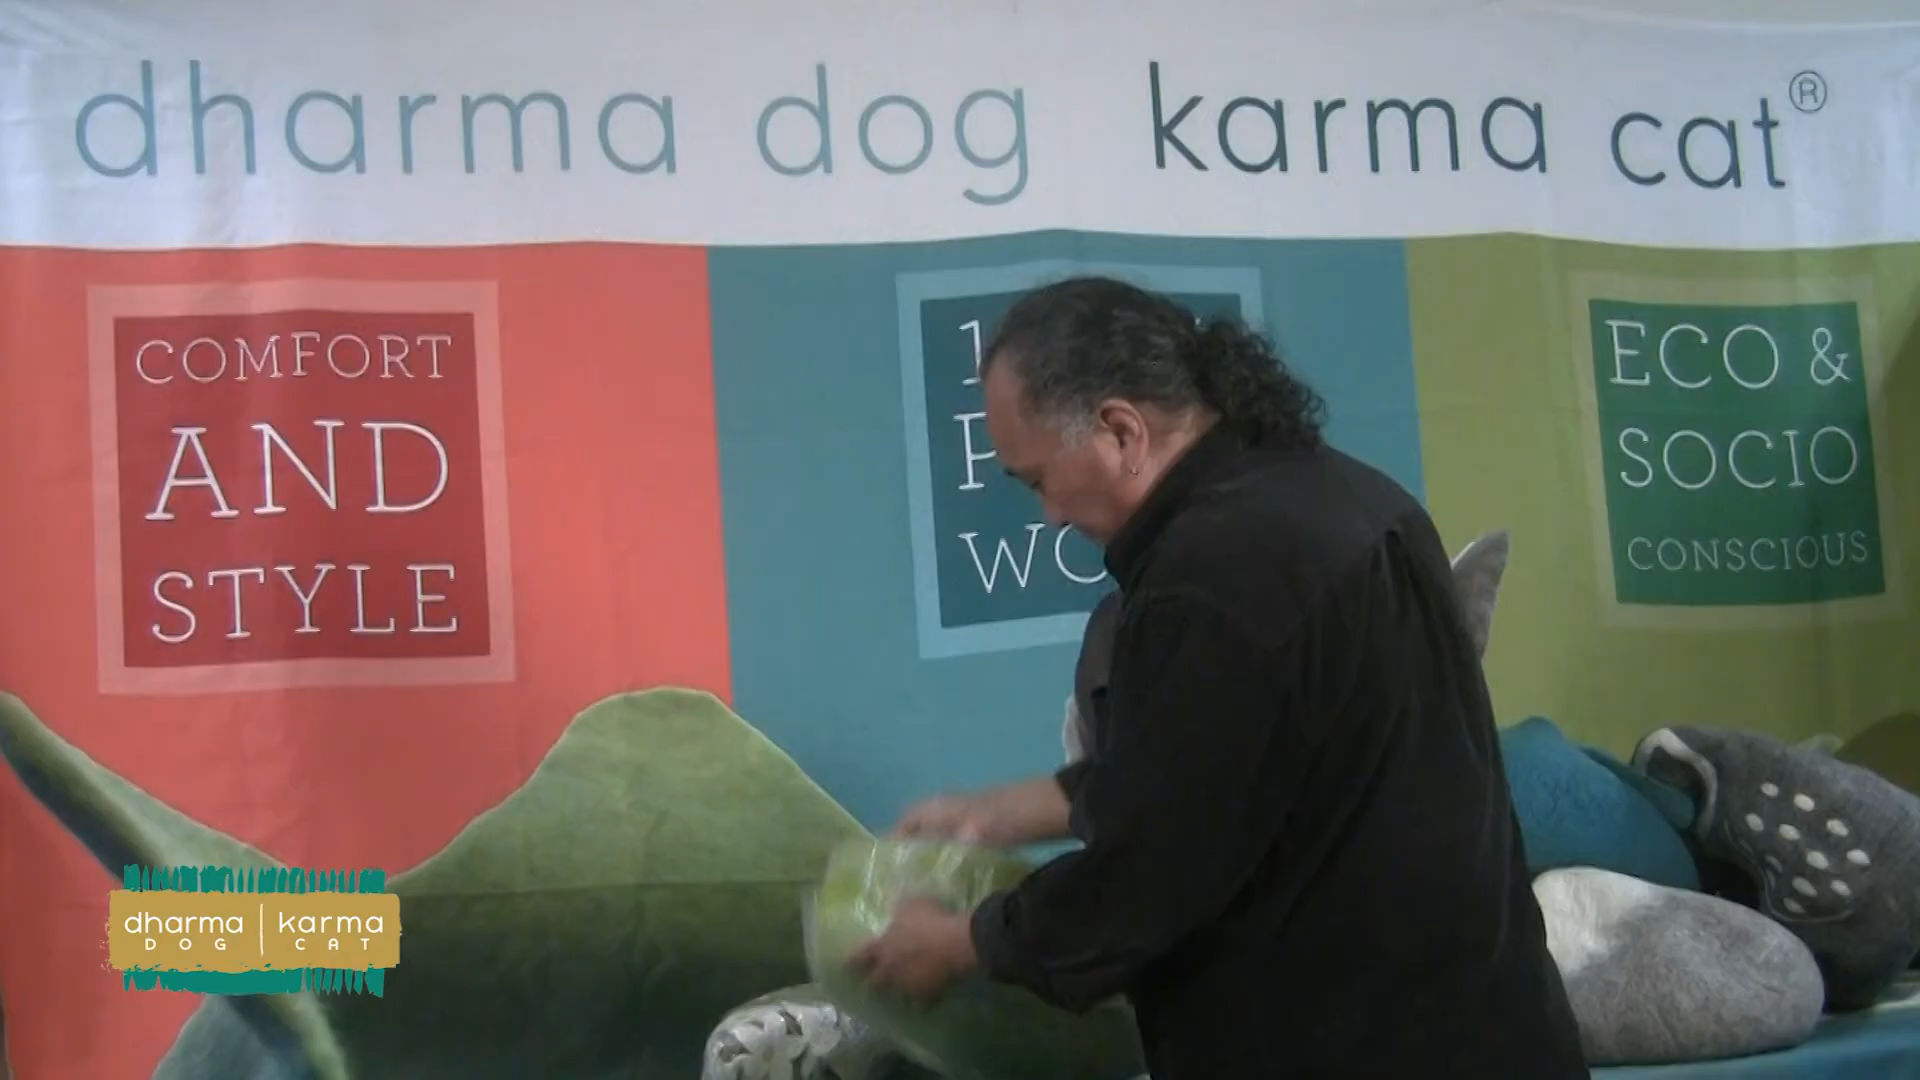 dharma dog karma cat®
COMFORT
AND
STYLE
ECO &
SOCIO
CONSCIOUS
dharma | karma
DOG | CAT